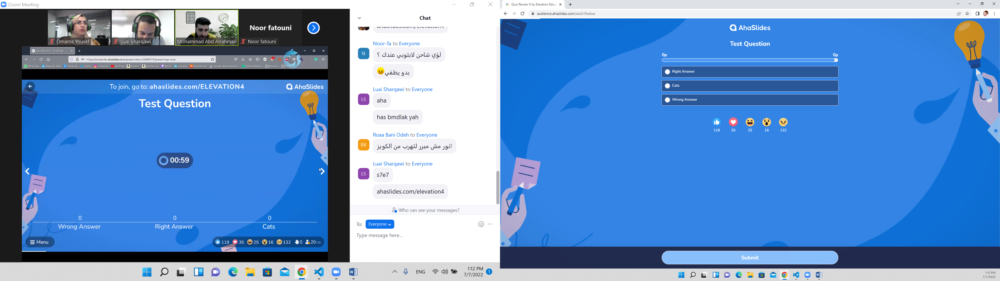 Zoom Meeting
Omama Yousef
Luai Sharqawi
Mohammad Abd Alrahman
Noor fatouni
Noor fatouni
Quiz Review 0 - AhaSlides
https://presenter.ahaslides.com/presentation/2898919?presenting=true
WhatsApp Telegram Web Facebook Twitter Instagram YouTube Amazon Amazon.de Twitch LinkedIn SoundCloud linkedin skill assessme... Python Mastery Elevation
To join, go to: ahaslides.com/ELEVATION4
AhaSlides
Test Question
00:59
0 0 0
Wrong Answer Right Answer Cats
Menu
119 35 25 16 132 0 20/25
Chat
ahaslides.com/elevation4
Noor-fa to Everyone
N
لؤي شاحن لابتوبي عندك ؟
بدو يطفي😖
Luai Sharqawi to Everyone
LS
aha
has bmdlak yah
Roaa Bani Odeh to Everyone
RB
نور مش مبرر لتهرب من الكويز!
Luai Sharqawi to Everyone
LS
s7e7
ahaslides.com/elevation4
Who can see your messages?
To: Everyone
Type message here...
ENG
1:12 PM
7/7/2022
1
Quiz Review 0 by Elevation Educa
audience.ahaslides.com/aw2r3lwkue
AhaSlides
Test Question
0p 0p
Right Answer
Cats
Wrong Answer
119 35 25 16 132
Submit
1:12 PM
7/7/2022